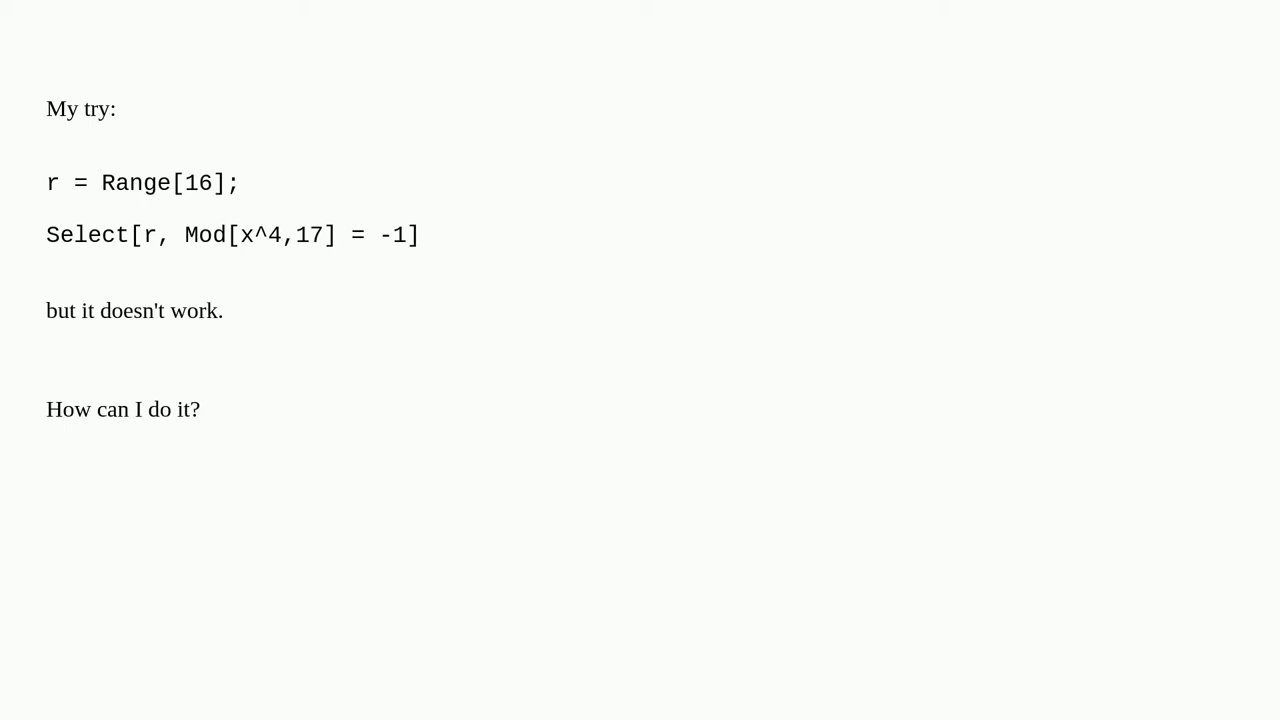 My try:
r = Range[16];
Select[r, Mod[x^4,17] = -1]
but it doesn't work.
How can I do it?